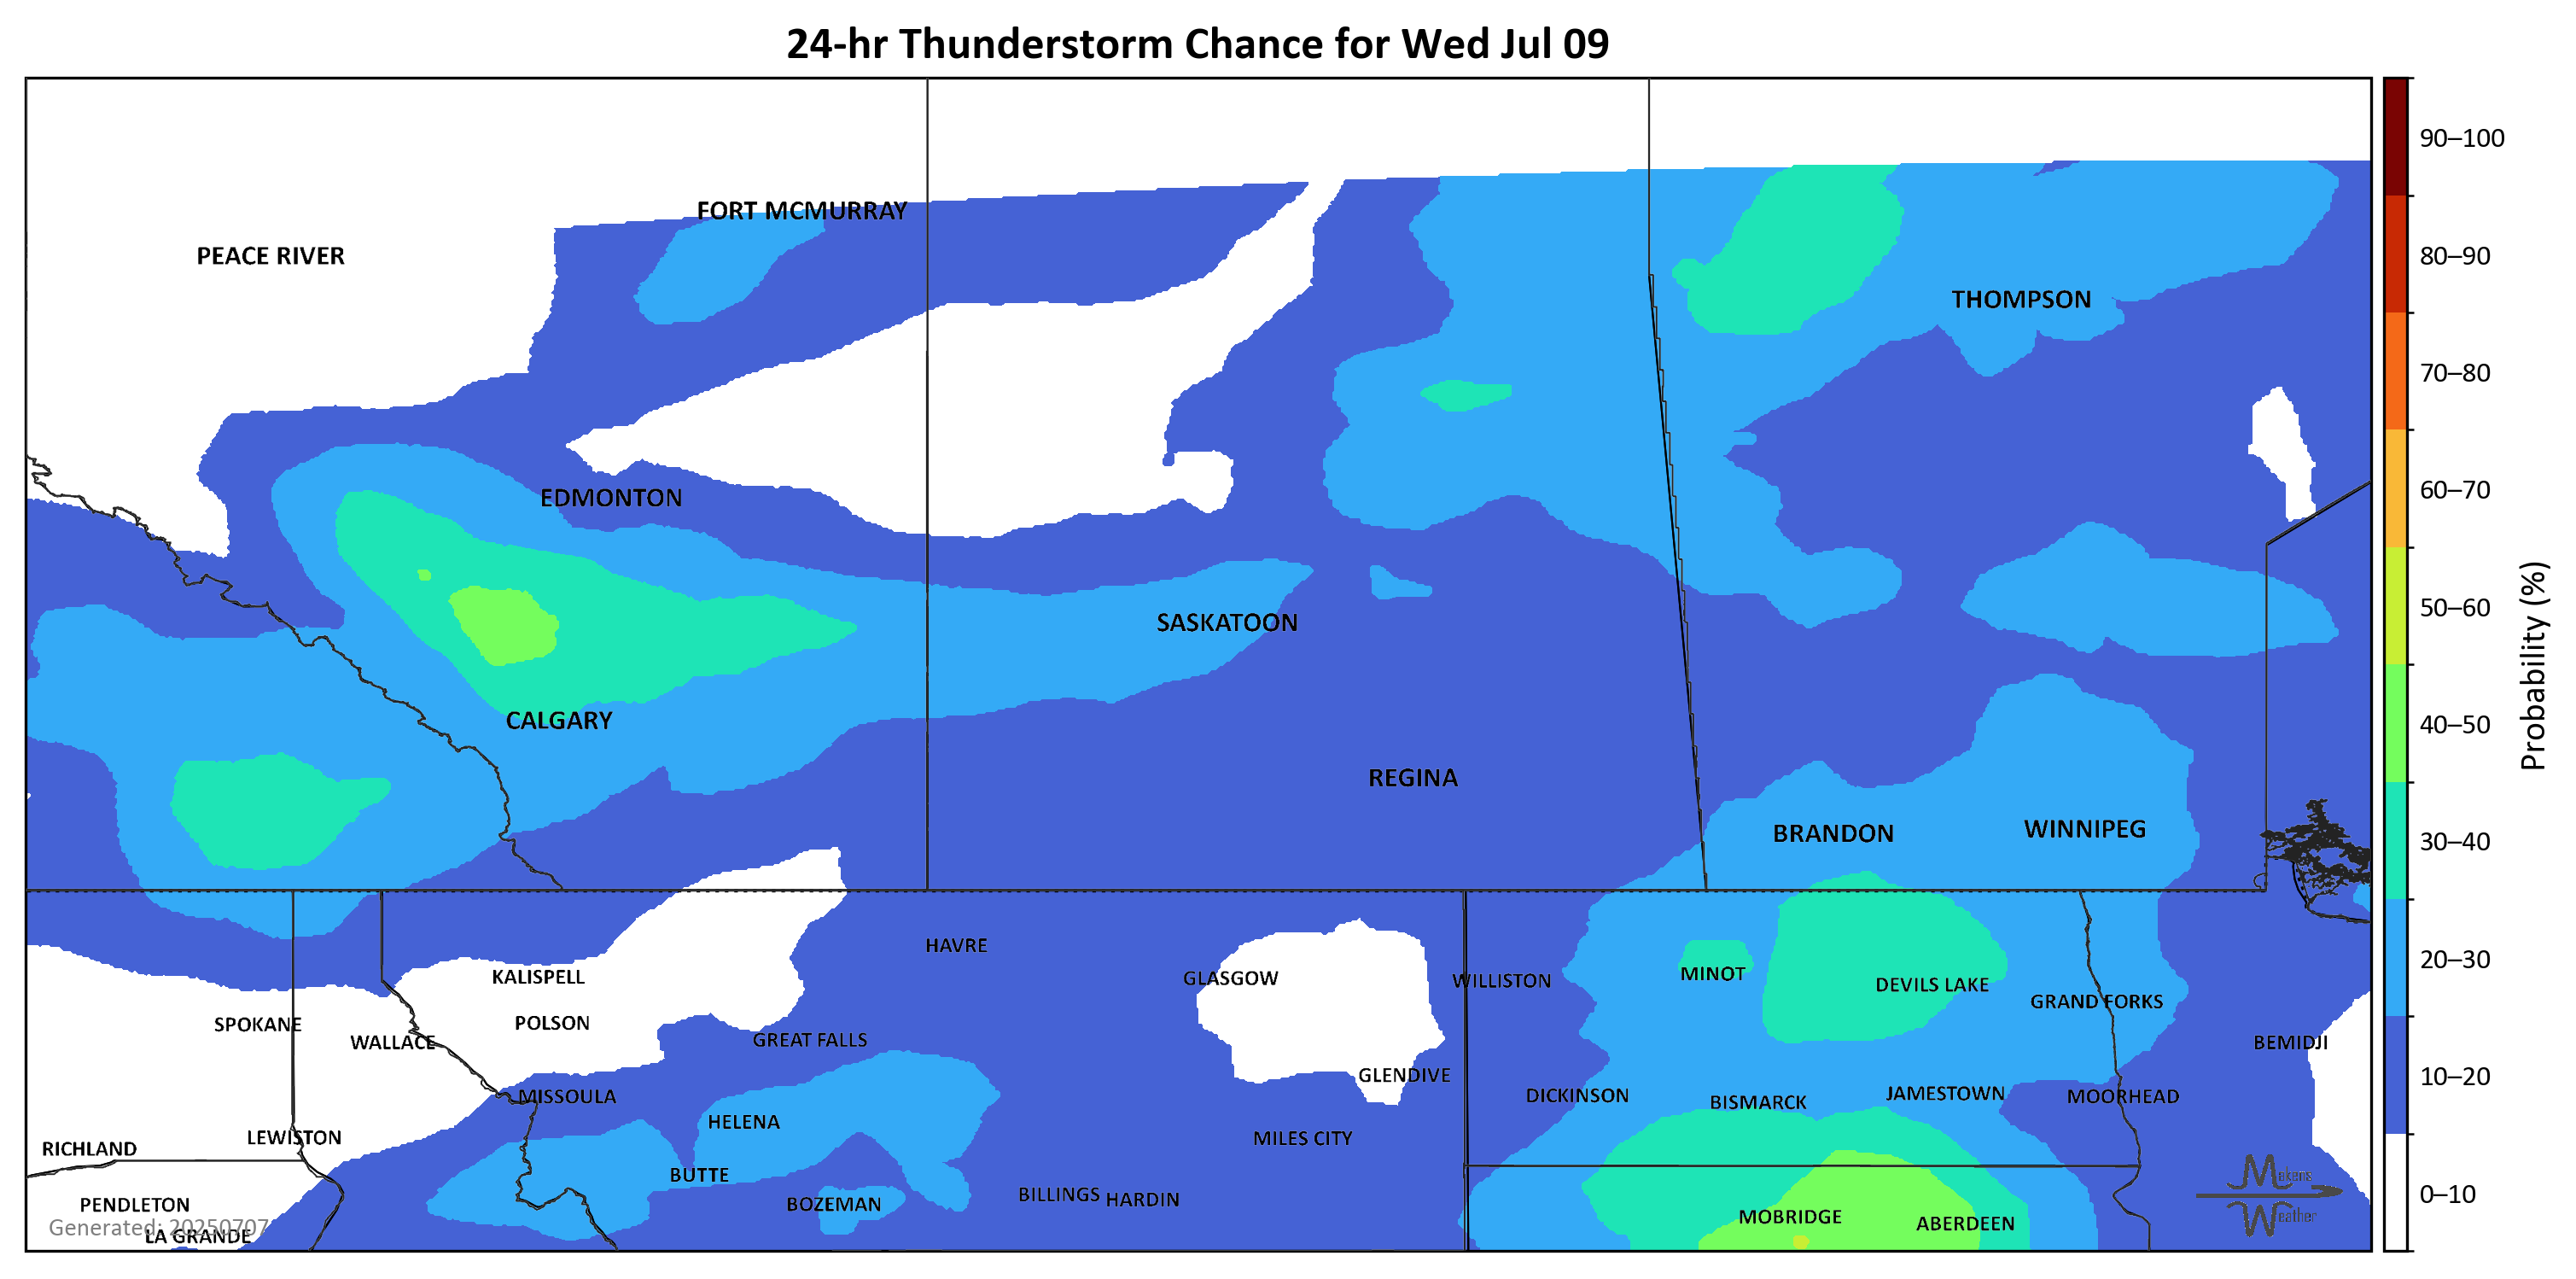 24-hr Thunderstorm Chance for Wed Jul 09
90–100
FORT MCMURRAY
PEACE RIVER
80–90
THOMPSON
70–80
EDMONTON
60–70
50–60
SASKATOON
Probability (%)
CALGARY
40–50
REGINA
BRANDON
WINNIPEG
30–40
HAVRE
KALISPELL
GLASGOW
WILLISTON
MINOT
DEVILS LAKE
20–30
GRAND FORKS
SPOKANE
POLSON
WALLACE
GREAT FALLS
BEMIDJI
GLENDIVE
10–20
MISSOULA
DICKINSON
BISMARCK
JAMESTOWN
MOORHEAD
HELENA
LEWISTON
RICHLAND
MILES CITY
BUTTE
Makens
PENDLETON
BOZEMAN
BILLINGS
HARDIN
0–10
MOBRIDGE
ABERDEEN
Weather
Generated: 20250707
LA GRANDE